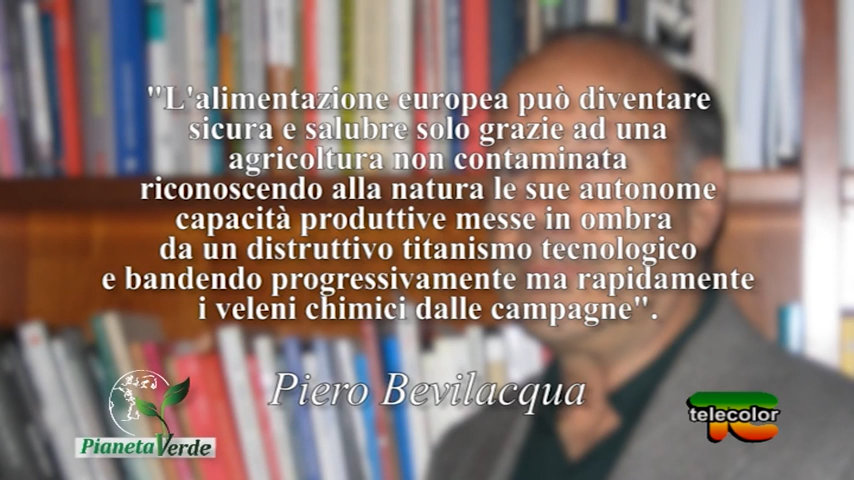 "L'alimentazione europea può diventare
sicura e salubre solo grazie ad una
agricoltura non contaminata
riconoscendo alla natura le sue autonome
capacità produttive messe in ombra
da un distruttivo titanismo tecnologico
e bandendo progressivamente ma rapidamente
i veleni chimici dalle campagne".
Piero Bevilacqua
PianetaVerde
telecolor